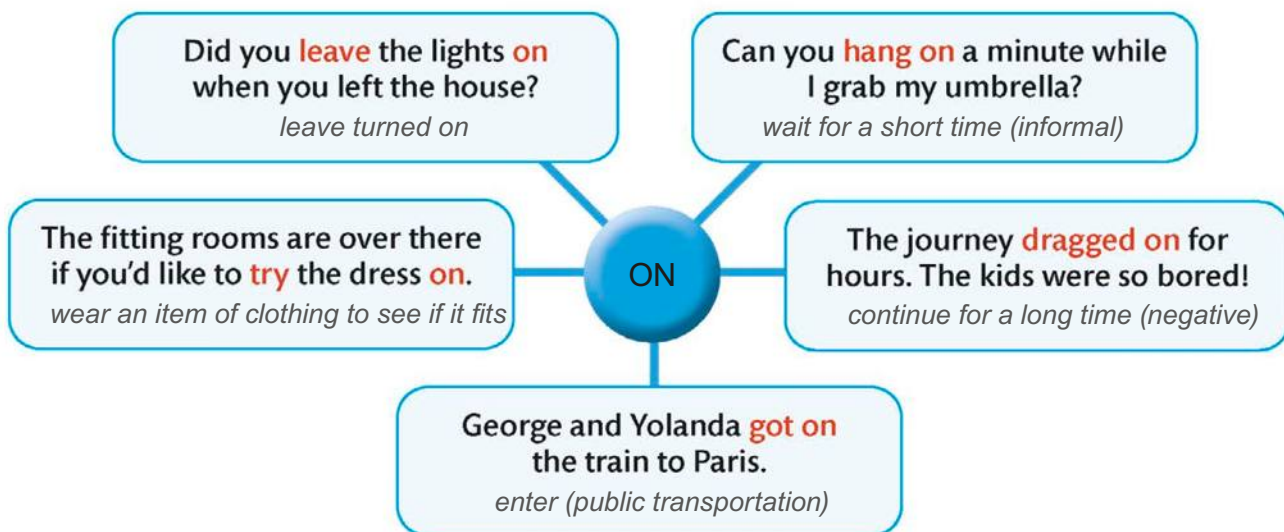 Did you leave the lights on
when you left the house?
leave turned on
Can you hang on a minute while
I grab my umbrella?
wait for a short time (informal)
The fitting rooms are over there
if you'd like to try the dress on.
wear an item of clothing to see if it fits
ON
The journey dragged on for
hours. The kids were so bored!
continue for a long time (negative)
George and Yolanda got on
the train to Paris.
enter (public transportation)